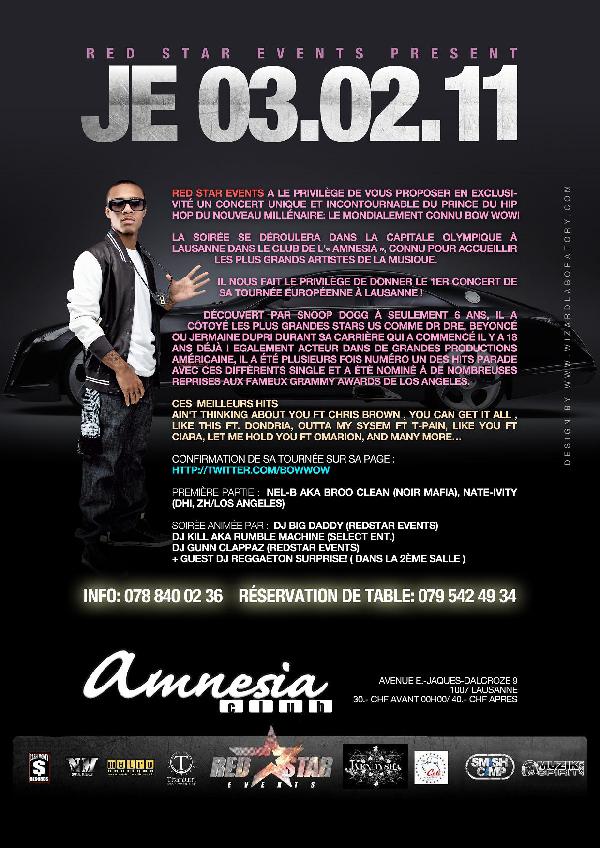 RED STAR EVENTS PRESENT
JE 03.02.11
RED STAR EVENTS A LE PRIVILÈGE DE VOUS PROPOSER EN EXCLUSI-
VITÉ UN CONCERT UNIQUE ET INCONTOURNABLE DU PRINCE DU HIP
HOP DU NOUVEAU MILLÉNAIRE: LE MONDIALEMENT CONNU BOW WOW!
LA SOIRÉE SE DÉROULERA DANS LA CAPITALE OLYMPIQUE À
LAUSANNE DANS LE CLUB DE L'« AMNESIA », CONNU POUR ACCUEILLIR
LES PLUS GRANDS ARTISTES DE LA MUSIQUE.
IL NOUS FAIT LE PRIVILÈGE DE DONNER LE 1ER CONCERT DE
SA TOURNÉE EUROPÉENNE À LAUSANNE !
DÉCOUVERT PAR SNOOP DOGG À SEULEMENT 6 ANS, IL A
CÔTOYÉ LES PLUS GRANDES STARS US COMME DR DRE, BEYONCÉ
OU JERMAINE DUPRI DURANT SA CARRIÈRE QUI A COMMENCÉ IL Y A 18
ANS DÉJÀ ! EGALEMENT ACTEUR DANS DE GRANDES PRODUCTIONS
AMÉRICAINE, IL A ÉTÉ PLUSIEURS FOIS NUMÉRO UN DES HITS PARADE
AVEC CES DIFFÉRENTS SINGLE ET A ÉTÉ NOMINÉ À DE NOMBREUSES
REPRISES AUX FAMEUX GRAMMY AWARDS DE LOS ANGELES.
CES MEILLEURS HITS
AIN'T THINKING ABOUT YOU FT CHRIS BROWN , YOU CAN GET IT ALL ,
LIKE THIS FT. DONDRIA, OUTTA MY SYSEM FT T-PAIN, LIKE YOU FT
CIARA, LET ME HOLD YOU FT OMARION, AND MANY MORE...
CONFIRMATION DE SA TOURNÉE SUR SA PAGE :
HTTP://TWITTER.COM/BOWWOW
PREMIÈRE PARTIE : NEL-B AKA BROO CLEAN (NOIR MAFIA), NATE-IVITY
(DHI, ZH/LOS ANGELES)
SOIRÉE ANIMÉE PAR : DJ BIG DADDY (REDSTAR EVENTS)
DJ KILL AKA RUMBLE MACHINE (SELECT ENT.)
DJ GUNN CLAPPAZ (REDSTAR EVENTS)
+ GUEST DJ REGGAETON SURPRISE! ( DANS LA 2ÈME SALLE )
DESIGN BY WWW.WIZARDLABORATORY.COM
INFO: 078 840 02 36 RÉSERVATION DE TABLE: 079 542 49 34
Amnesia
club
AVENUE E.-JAQUES-DALCROZE 9
1007 LAUSANNE
30.- CHF AVANT 00H00/ 40.- CHF APRES
RED STAR
EVENTS
SMASH
CAMP
MUZIK
SPIRIT